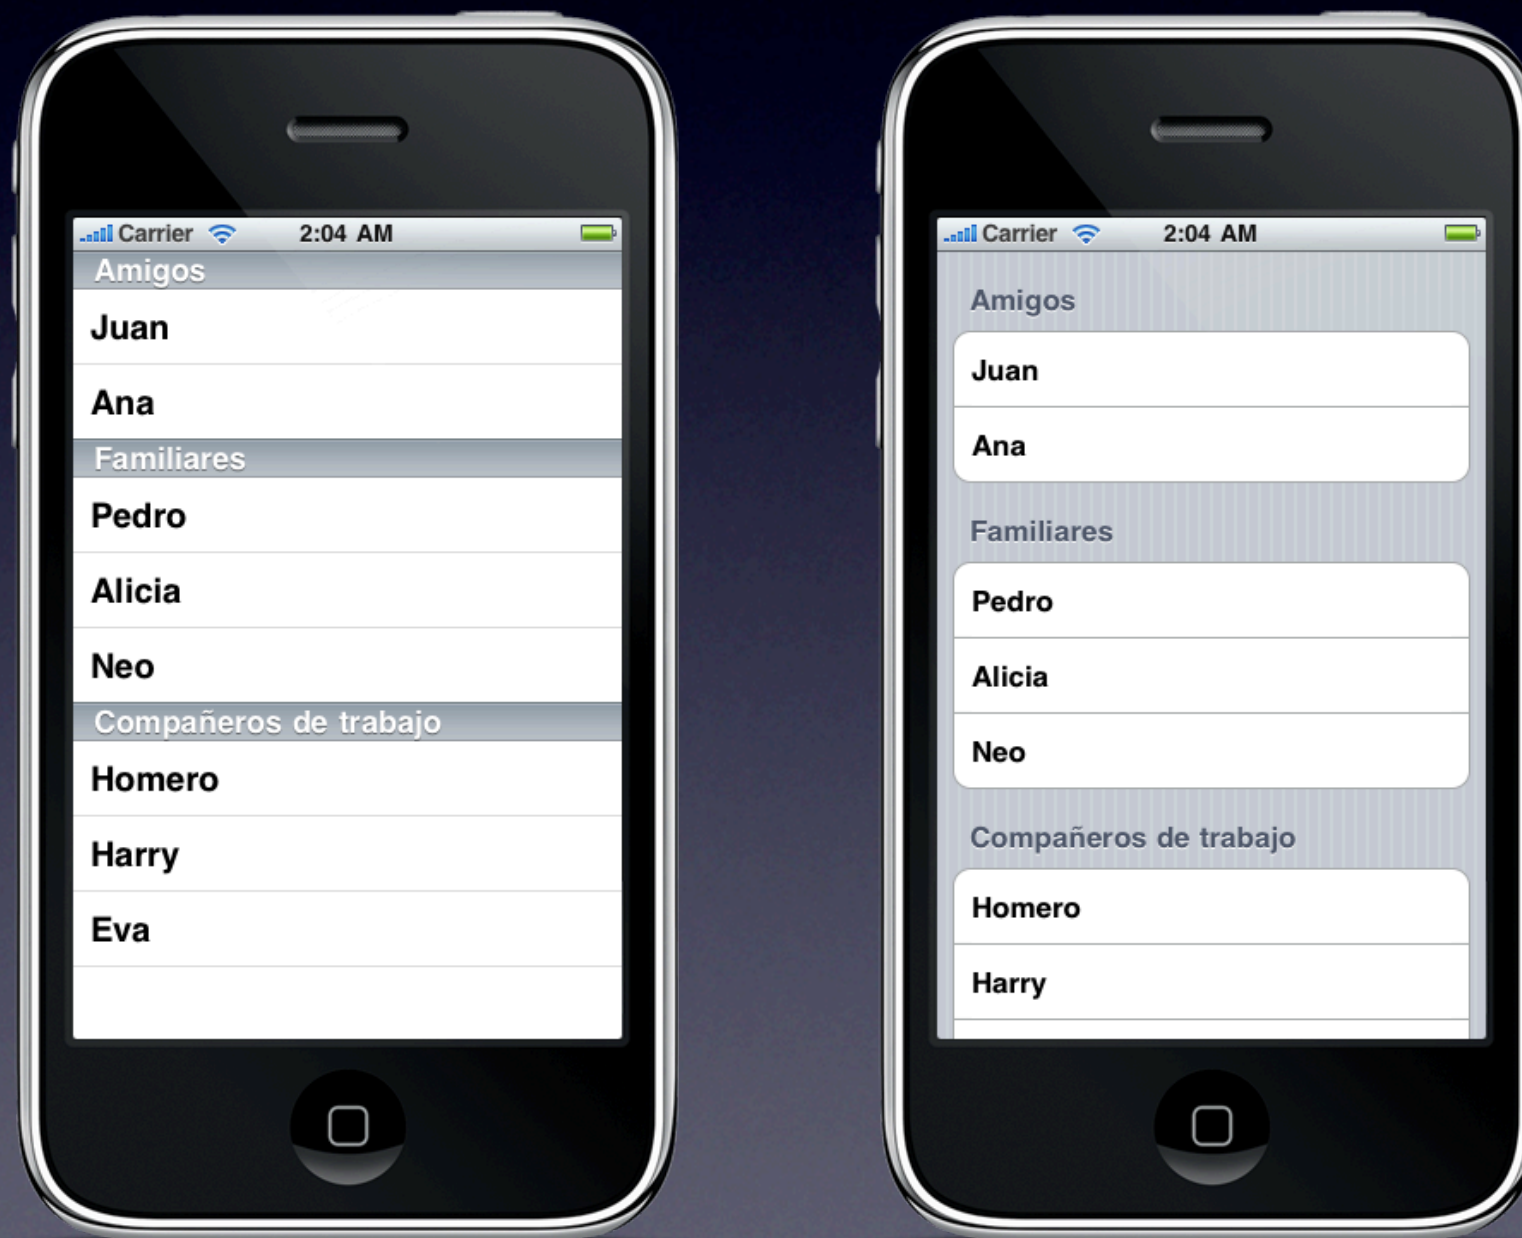 Carrier 2:04 AM
Amigos
Juan
Ana
Familiares
Pedro
Alicia
Neo
Compañeros de trabajo
Homero
Harry
Eva
Carrier 2:04 AM
Amigos
Juan
Ana
Familiares
Pedro
Alicia
Neo
Compañeros de trabajo
Homero
Harry